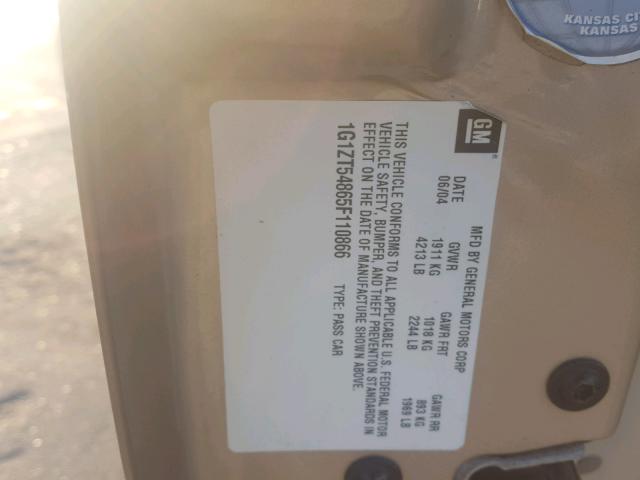 KANSAS CIT
KANSAS
GM
MFD BY GENERAL MOTORS CORP
DATE GVWR GAWR FRT GAWR RR
06/04 1911 KG 1018 KG 893 KG
4213 LB 2244 LB 1969 LB
THIS VEHICLE CONFORMS TO ALL APPLICABLE U.S. FEDERAL MOTOR
VEHICLE SAFETY, BUMPER, AND THEFT PREVENTION STANDARDS IN
EFFECT ON THE DATE OF MANUFACTURE SHOWN ABOVE.
1G1ZT54865F110866 TYPE: PASS CAR